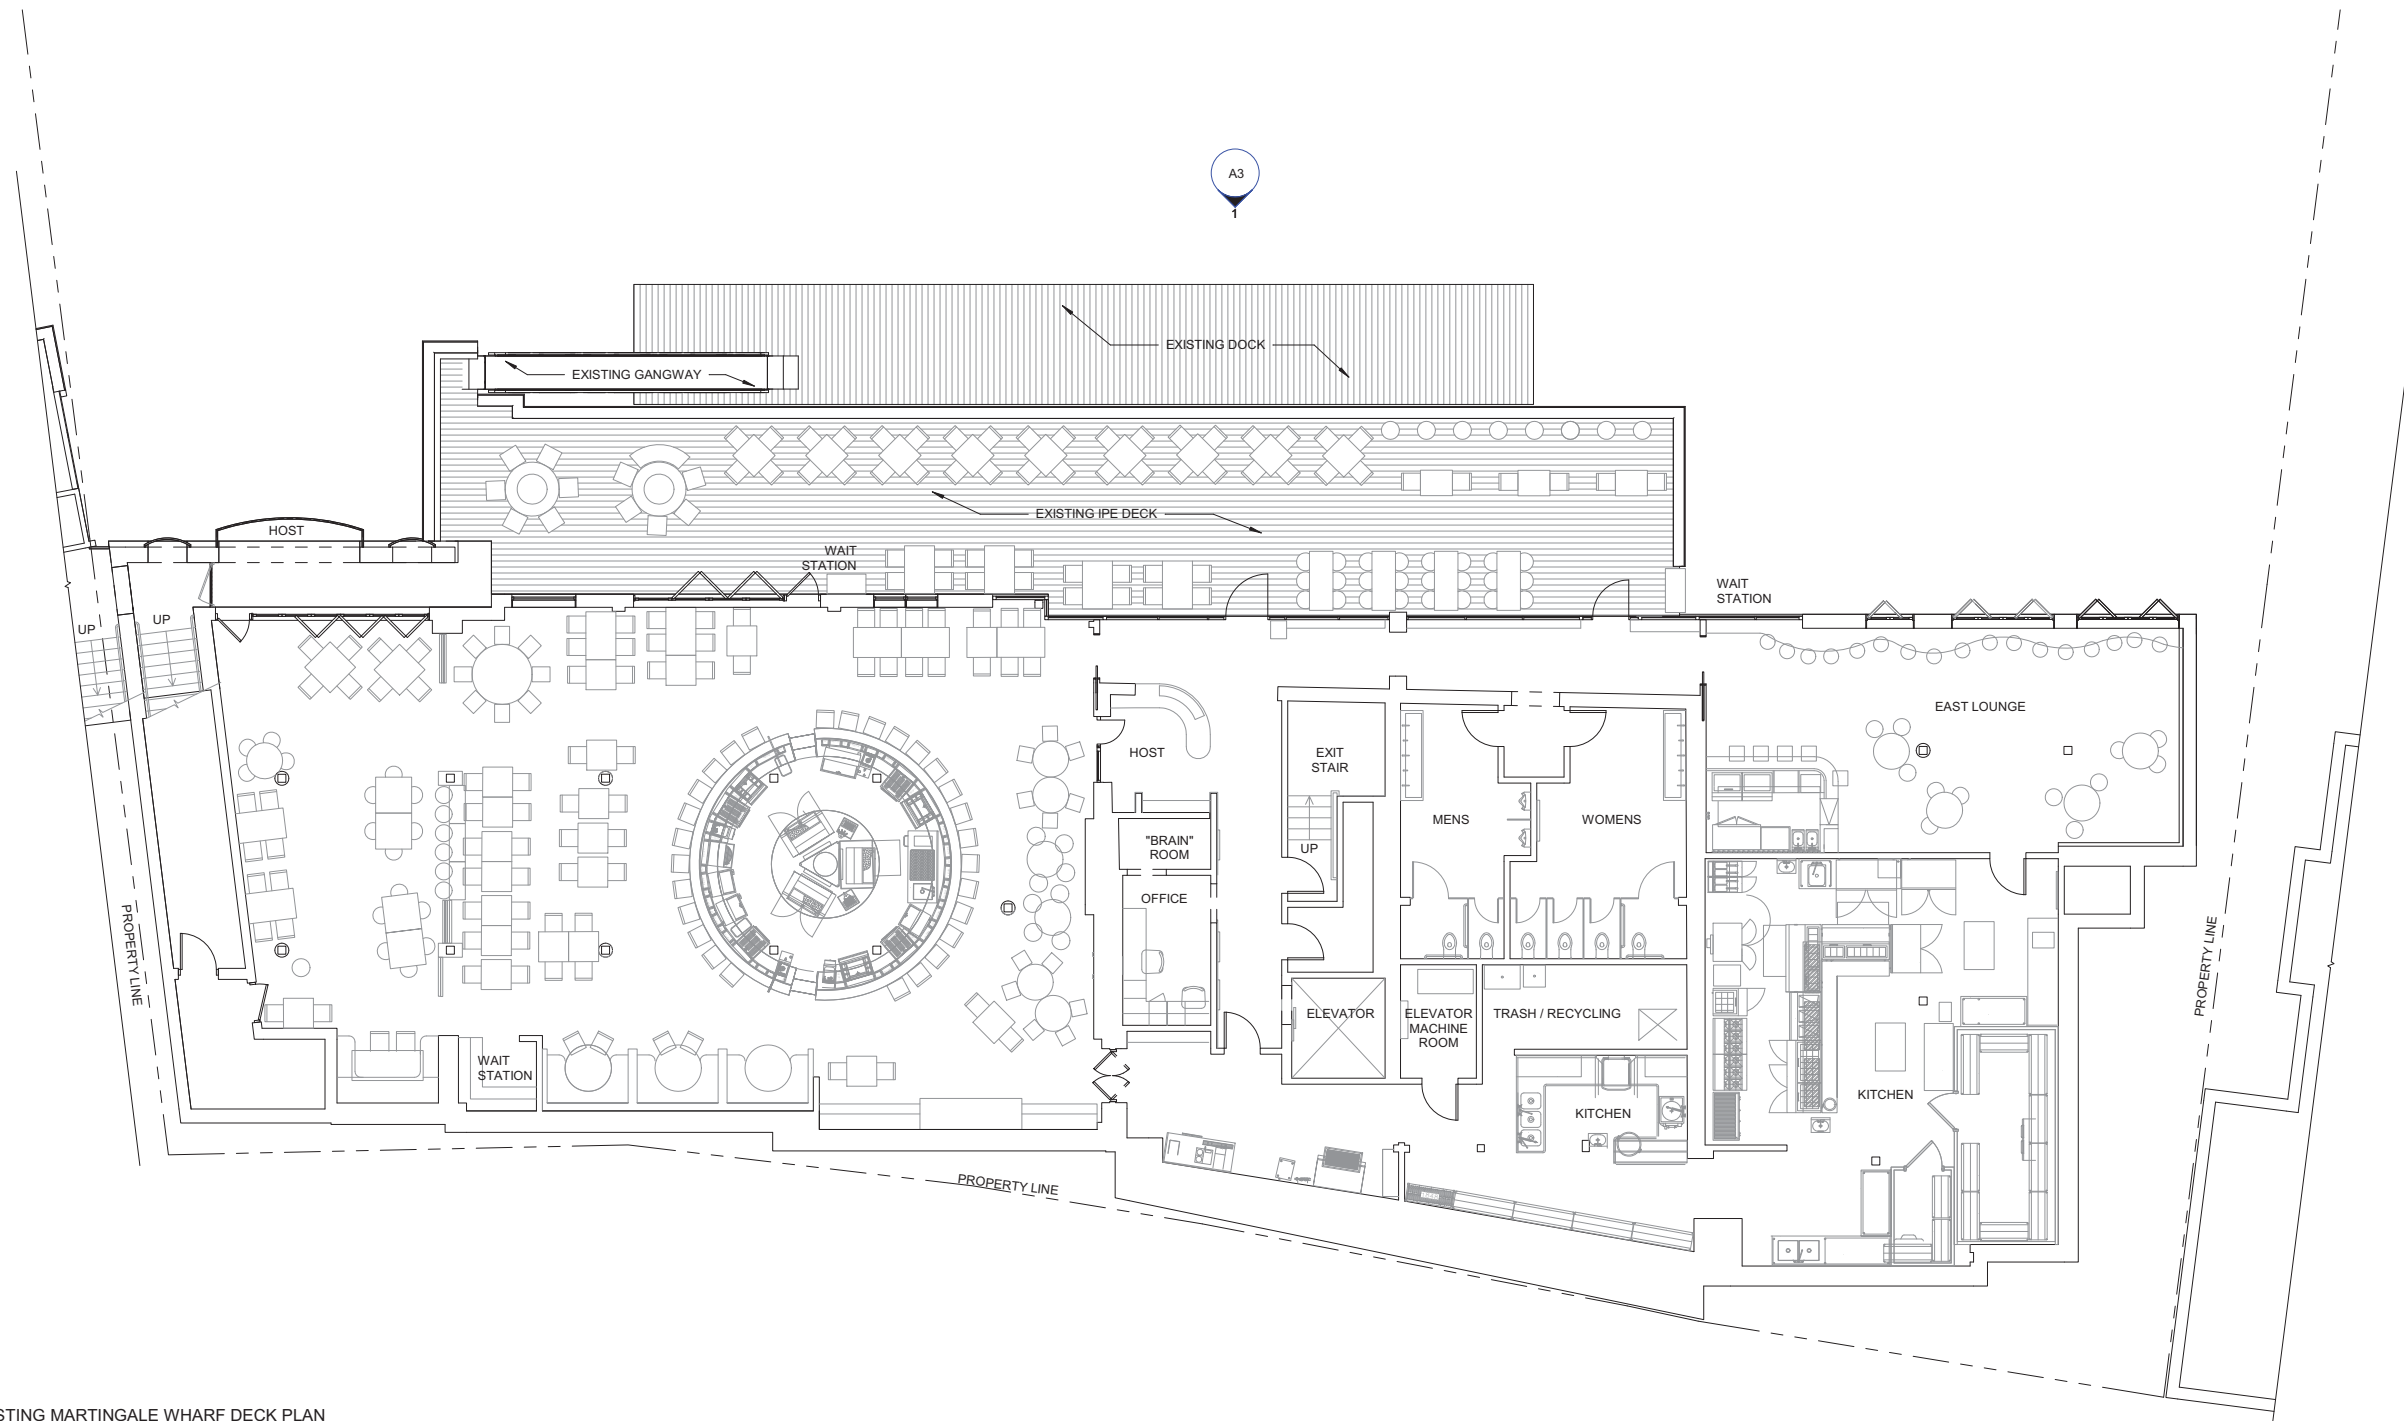 A3
1
EXISTING DOCK
EXISTING GANGWAY
EXISTING IPE DECK
HOST
WAIT
STATION
WAIT
STATION
UP
UP
EAST LOUNGE
HOST
EXIT
STAIR
MENS
WOMENS
"BRAIN"
ROOM
UP
OFFICE
PROPERTY LINE
PROPERTY LINE
ELEVATOR
ELEVATOR
MACHINE
ROOM
TRASH / RECYCLING
WAIT
STATION
KITCHEN
KITCHEN
PROPERTY LINE
STING MARTINGALE WHARF DECK PLAN